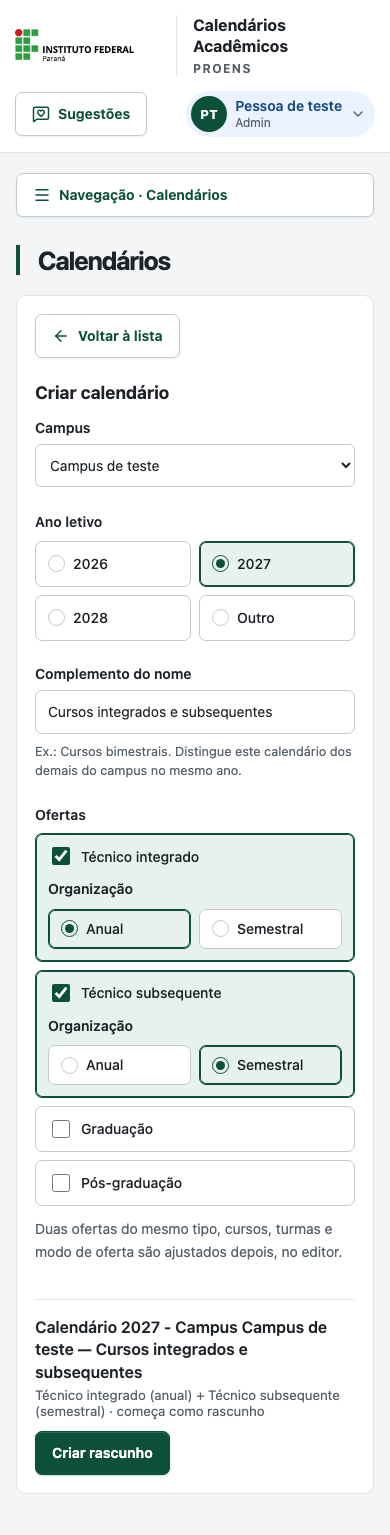 INSTITUTO FEDERAL
Paraná
Calendários
Acadêmicos
PROENS
Sugestões
PT
Pessoa de teste
Admin
Navegação · Calendários
Calendários
Voltar à lista
Criar calendário
Campus
Campus de teste
Ano letivo
2026
2027
2028
Outro
Complemento do nome
Cursos integrados e subsequentes
Ex.: Cursos bimestrais. Distingue este calendário dos
demais do campus no mesmo ano.
Ofertas
Técnico integrado
Organização
Anual
Semestral
Técnico subsequente
Organização
Anual
Semestral
Graduação
Pós-graduação
Duas ofertas do mesmo tipo, cursos, turmas e
modo de oferta são ajustados depois, no editor.
Calendário 2027 - Campus Campus de
teste — Cursos integrados e
subsequentes
Técnico integrado (anual) + Técnico subsequente
(semestral) · começa como rascunho
Criar rascunho